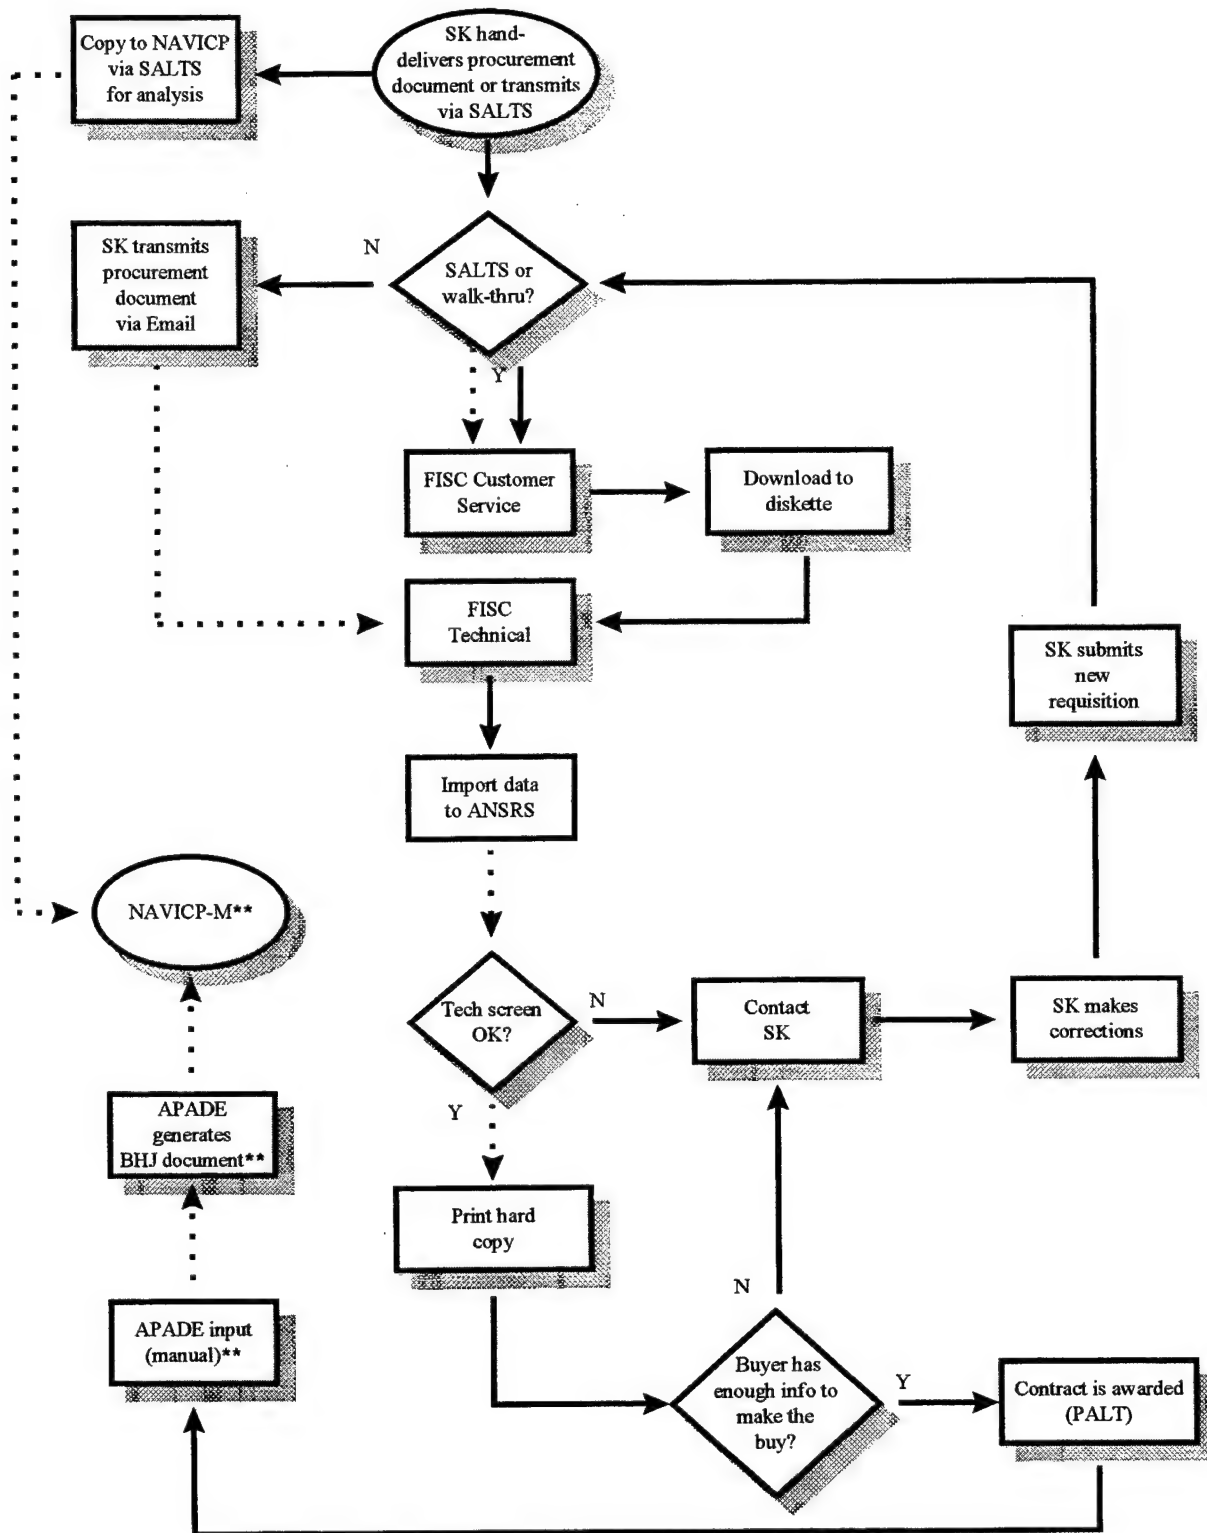 Copy to NAVICP
via SALTS
for analysis
SK hand-
delivers procurement
document or transmits
via SALTS
SK transmits
procurement
document
via Email
N
SALTS or
walk-thru?
Y
FISC Customer
Service
Download to
diskette
FISC
Technical
SK submits
new
requisition
Import data
to ANSRS
NAVICP-M**
Tech screen
OK?
N
Contact
SK
SK makes
corrections
Y
APADE
generates
BHJ document**
Print hard
copy
N
APADE input
(manual)**
Buyer has
enough info to
make the
buy?
Y
Contract is awarded
(PALT)